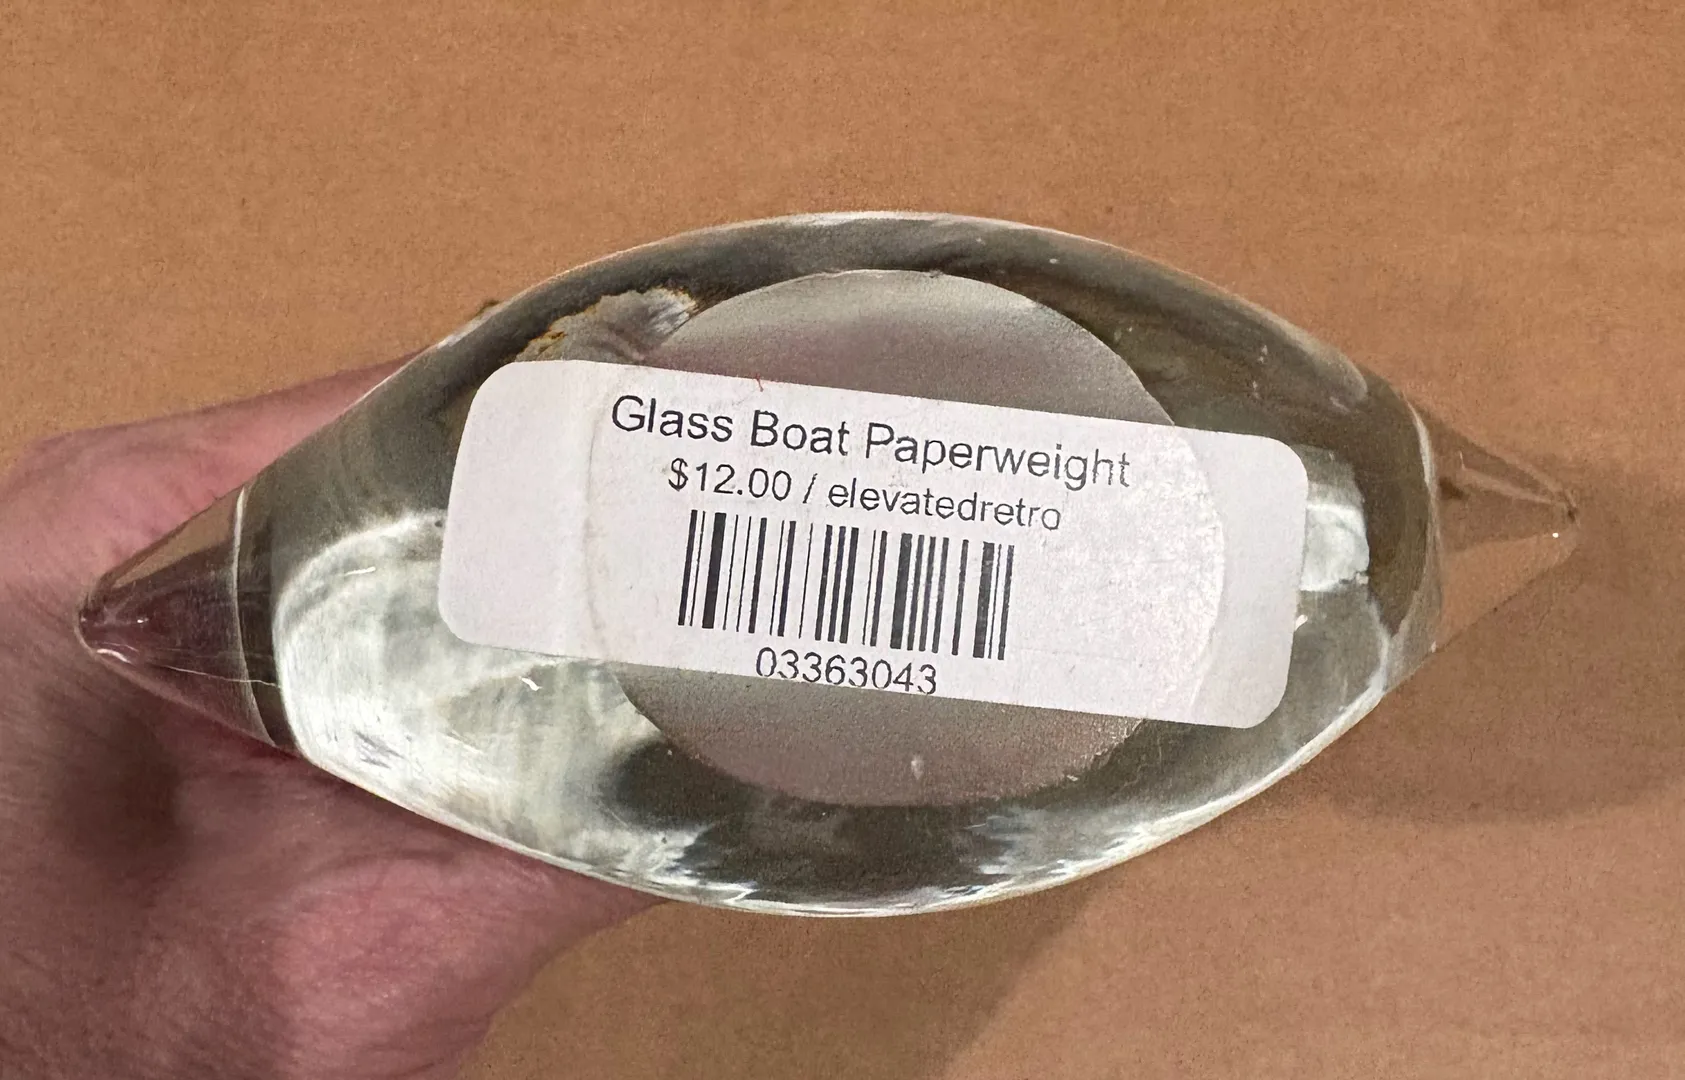 Glass Boat Paperweight
$12.00 / elevatedretro
03363043